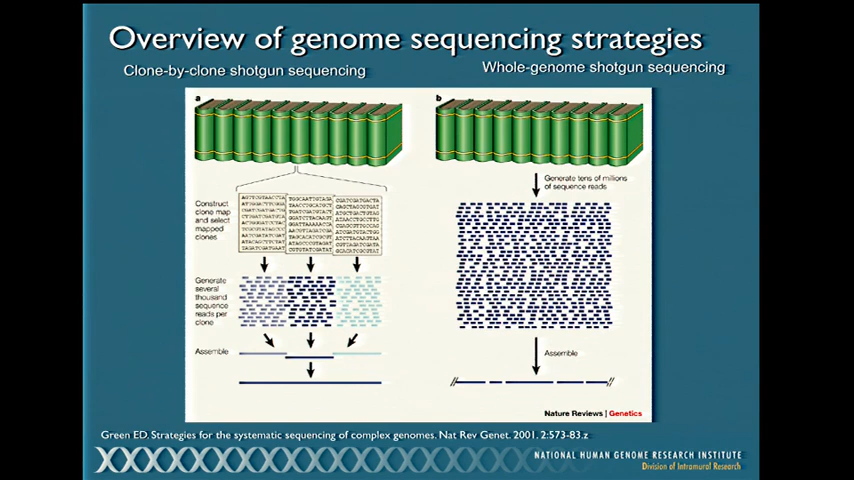 Overview of genome sequencing strategies
Clone-by-clone shotgun sequencing
Whole-genome shotgun sequencing
a
b
Generate tens of milions
of sequence reads
Construct
clone map
and select
mapped
clones
Generate
several
thousand
sequence
reads per
clone
Assemble
Assemble
Nature Reviews | Genetics
Green ED. Strategies for the systematic sequencing of complex genomes. Nat Rev Genet. 2001. 2:573-83.z
NATIONAL HUMAN GENOME RESEARCH INSTITUTE
Division of Intramural Research